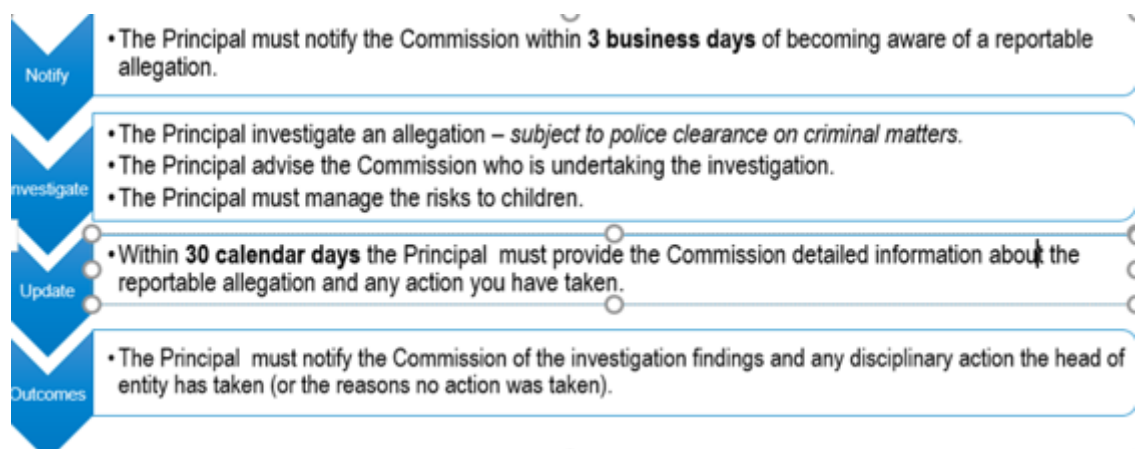 Notify
• The Principal must notify the Commission within 3 business days of becoming aware of a reportable
allegation.
Investigate
• The Principal investigate an allegation – subject to police clearance on criminal matters.
• The Principal advise the Commission who is undertaking the investigation.
• The Principal must manage the risks to children.
Update
• Within 30 calendar days the Principal  must provide the Commission detailed information about the
reportable allegation and any action you have taken.
Outcomes
• The Principal  must notify the Commission of the investigation findings and any disciplinary action the head of
entity has taken (or the reasons no action was taken).